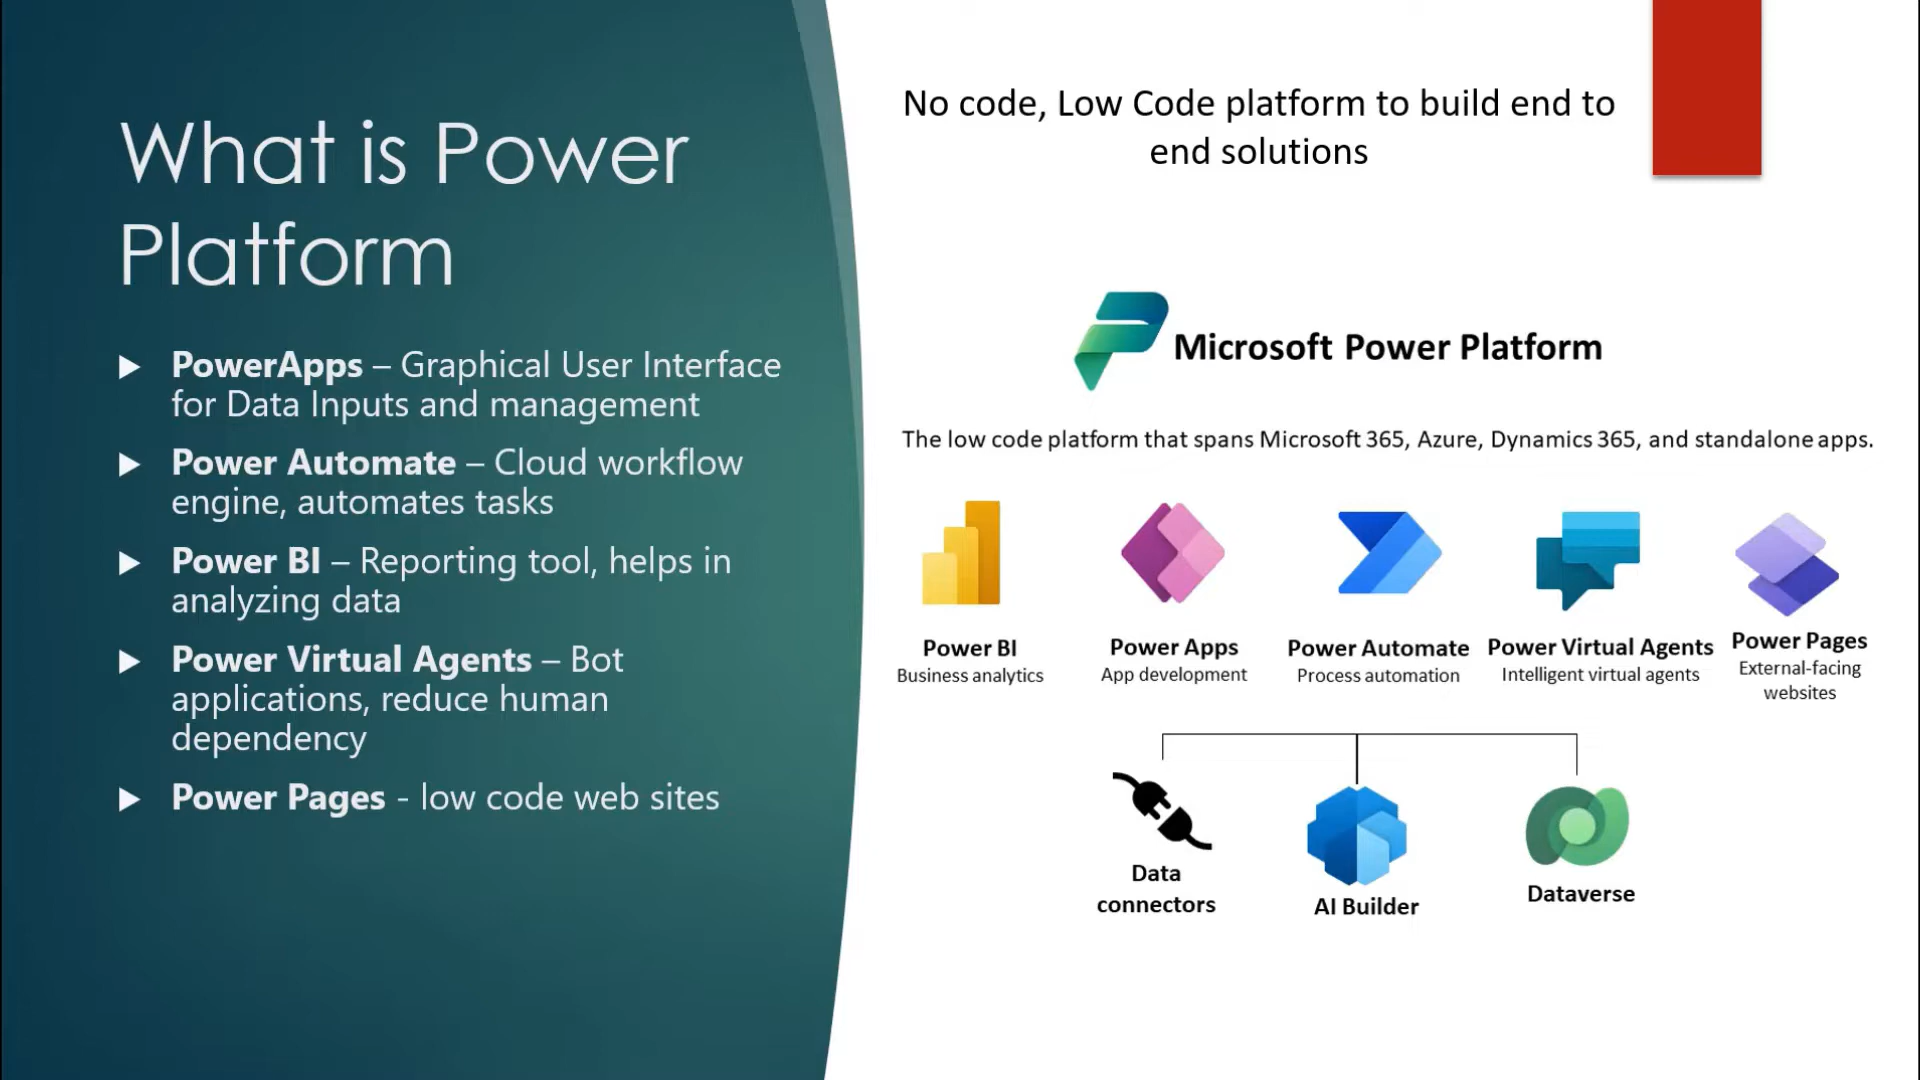 What is Power
Platform
PowerApps – Graphical User Interface
for Data Inputs and management
Power Automate – Cloud workflow
engine, automates tasks
Power BI – Reporting tool, helps in
analyzing data
Power Virtual Agents – Bot
applications, reduce human
dependency
Power Pages - low code web sites
No code, Low Code platform to build end to
end solutions
Microsoft Power Platform
The low code platform that spans Microsoft 365, Azure, Dynamics 365, and standalone apps.
Power BI
Business analytics
Power Apps
App development
Power Automate
Process automation
Power Virtual Agents
Intelligent virtual agents
Power Pages
External-facing
websites
Data
connectors
AI Builder
Dataverse